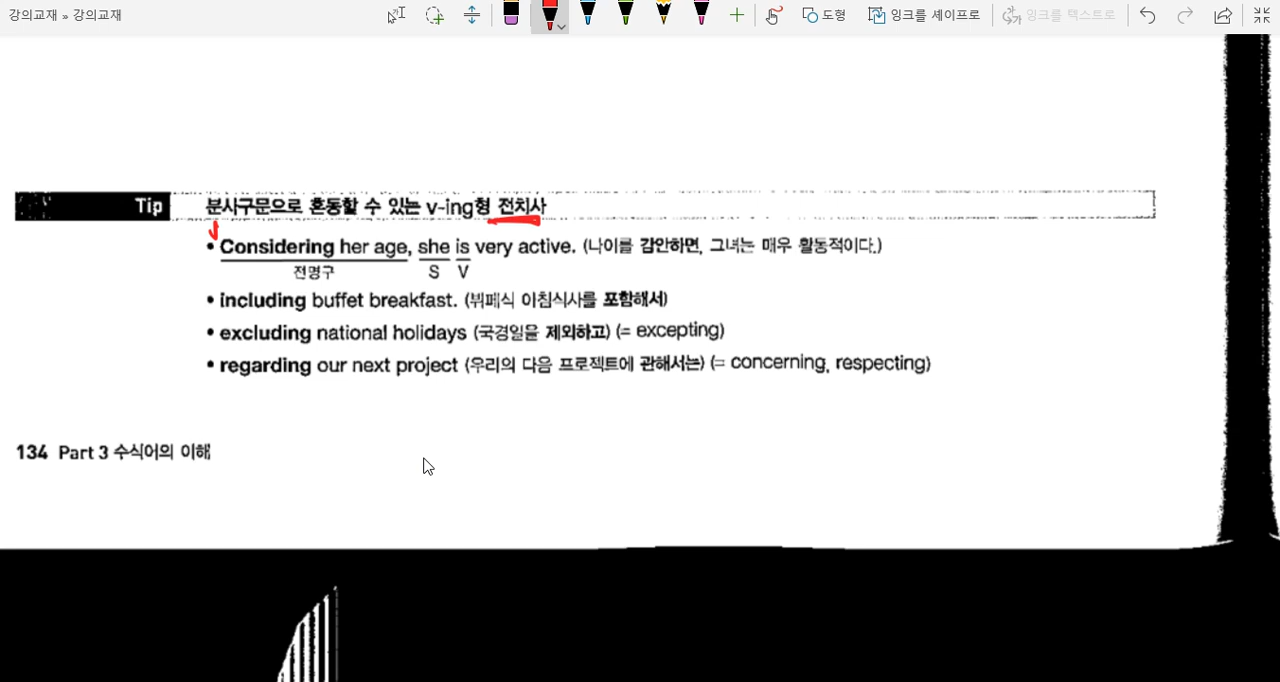 강의교재 » 강의교재
도형
잉크를 셰이프로
잉크를 텍스트로
Tip 분사구문으로 혼동할 수 있는 v-ing형 전치사
• Considering her age, she is very active. (나이를 감안하면, 그녀는 매우 활동적이다.)
전명구 S V
• including buffet breakfast. (뷔페식 아침식사를 포함해서)
• excluding national holidays (국경일을 제외하고) (= excepting)
• regarding our next project (우리의 다음 프로젝트에 관해서는) (= concerning, respecting)
134 Part 3 수식어의 이해